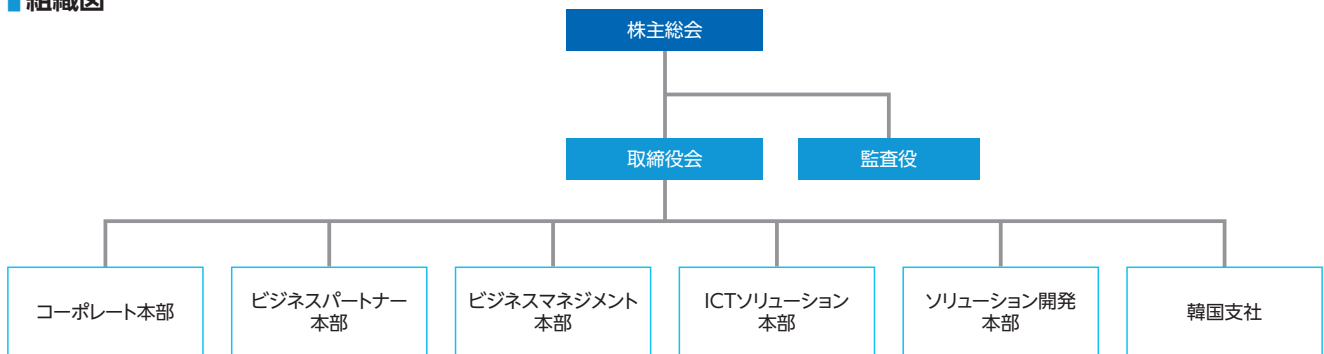 組織図
株主総会
取締役会
監査役
コーポレート本部
ビジネスパートナー
本部
ビジネスマネジメント
本部
ICTソリューション
本部
ソリューション開発
本部
韓国支社